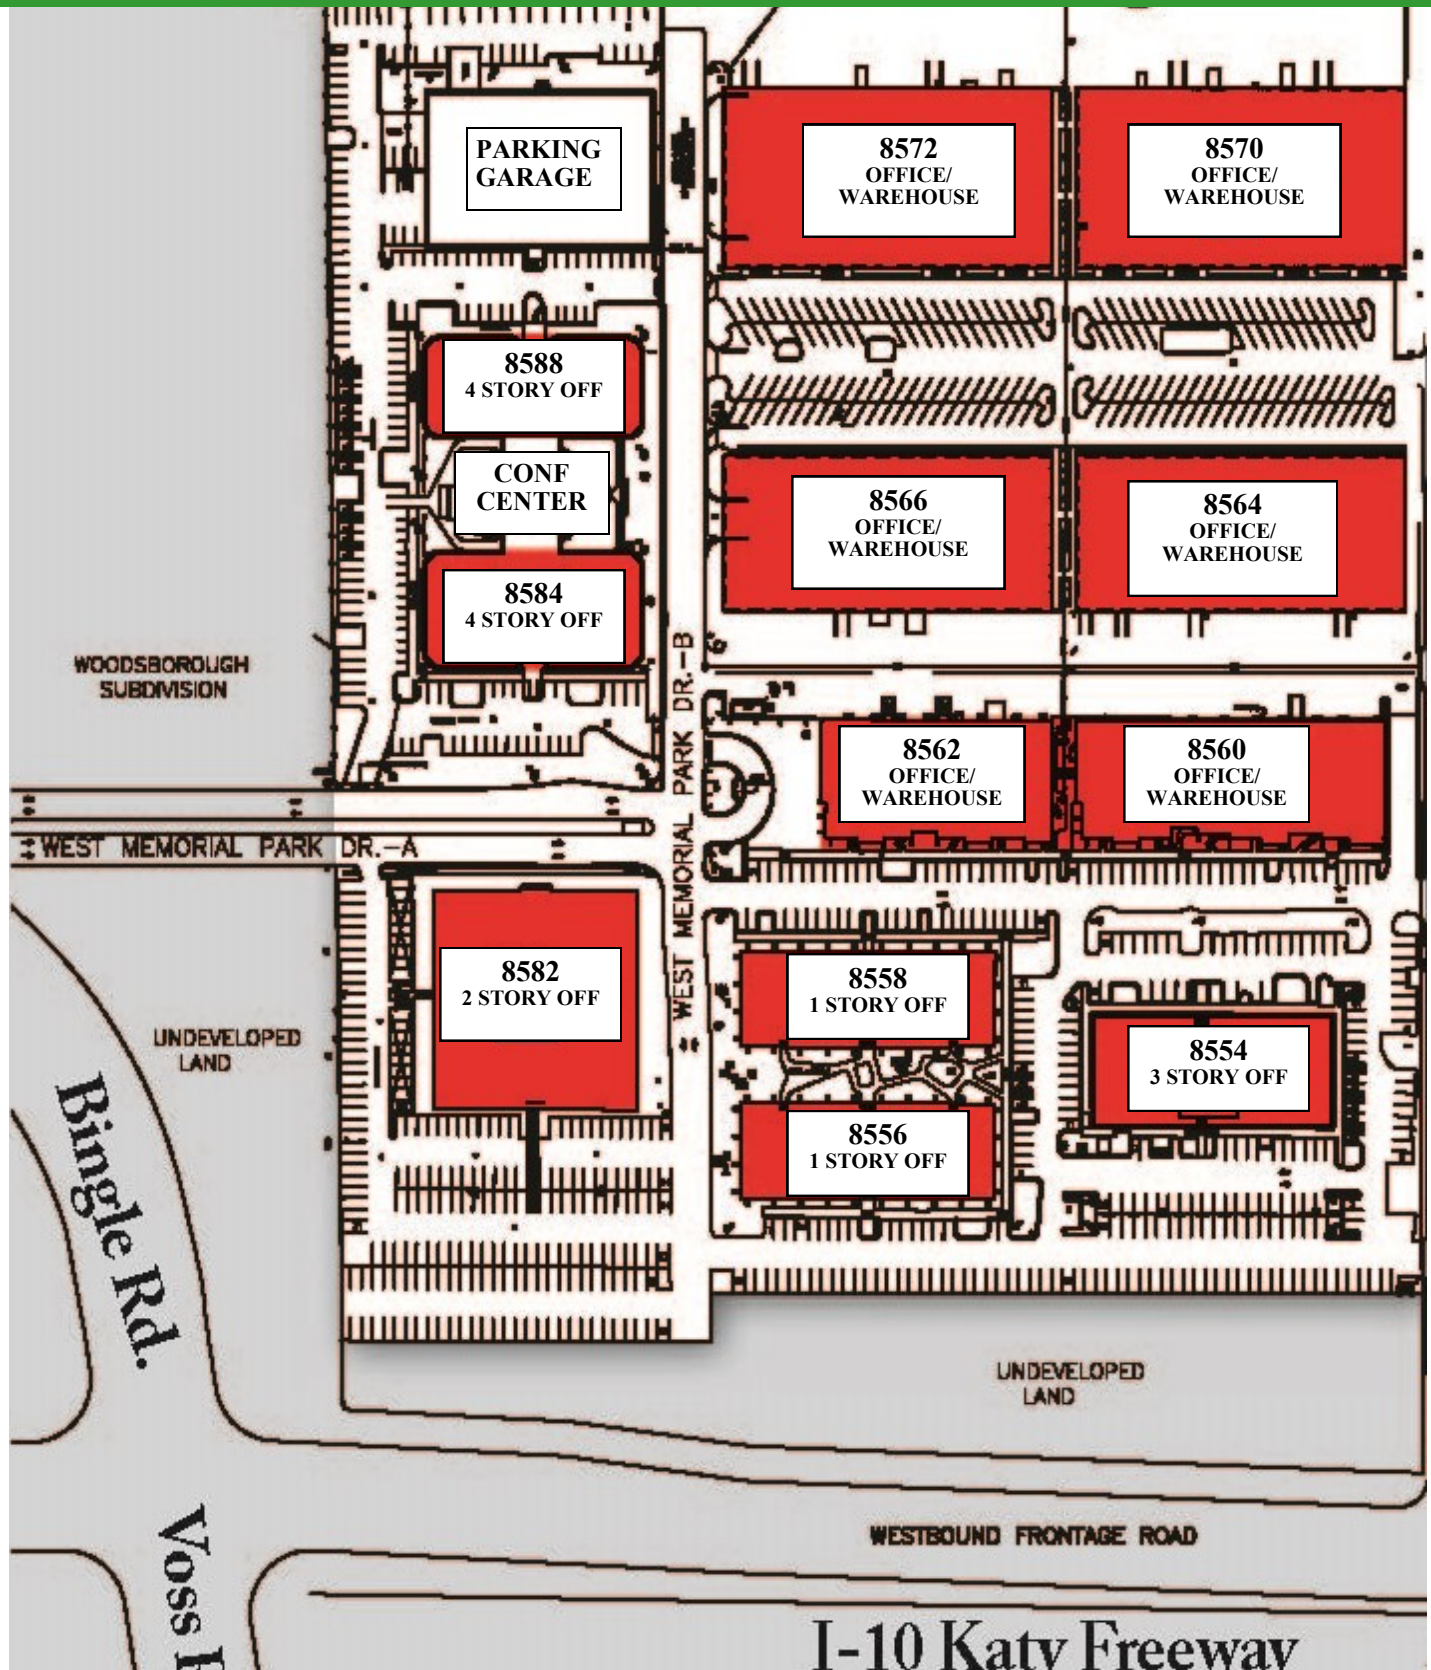 PARKING
GARAGE
8572
OFFICE/
WAREHOUSE
8570
OFFICE/
WAREHOUSE
8588
4 STORY OFF
CONF
CENTER
8584
4 STORY OFF
8566
OFFICE/
WAREHOUSE
8564
OFFICE/
WAREHOUSE
WOODSBOROUGH
SUBDIVISION
8562
OFFICE/
WAREHOUSE
8560
OFFICE/
WAREHOUSE
WEST MEMORIAL PARK DR.-A
WEST MEMORIAL PARK DR.-B
8582
2 STORY OFF
8558
1 STORY OFF
8554
3 STORY OFF
8556
1 STORY OFF
UNDEVELOPED
LAND
Bingle Rd.
UNDEVELOPED
LAND
WESTBOUND FRONTAGE ROAD
Voss
I-10 Katy Freeway